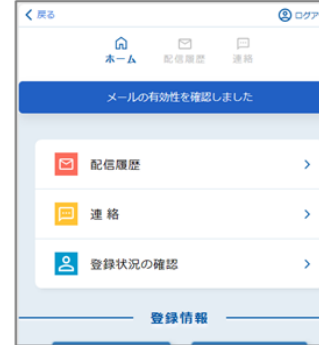 戻る
ログア
ホーム
配信履歴
連絡
メールの有効性を確認しました
配信履歴
連 絡
登録状況の確認
登録情報